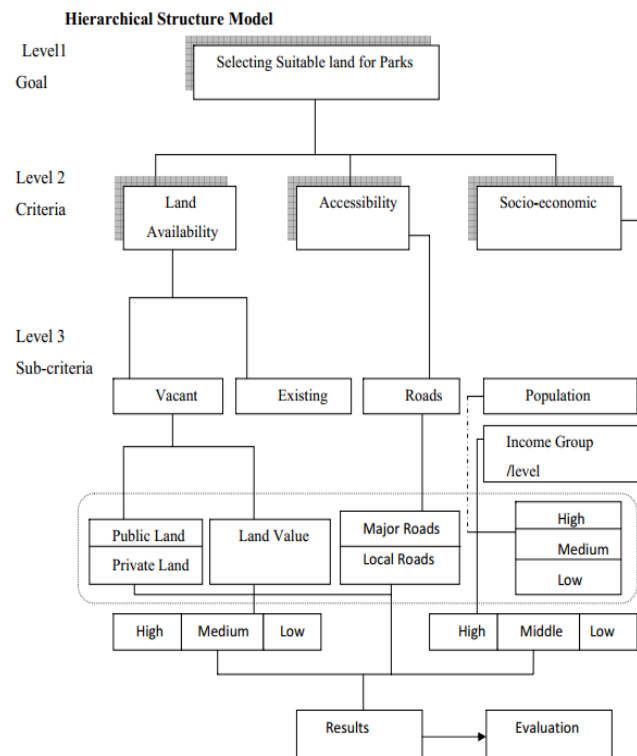 Hierarchical Structure Model
Level1
Goal
Selecting Suitable land for Parks
Level 2
Criteria
Land
Availability
Accessibility
Socio-economic
Level 3
Sub-criteria
Vacant
Existing
Roads
Population
Income Group
/level
Public Land
Private Land
Land Value
Major Roads
Local Roads
High
Medium
Low
High
Medium
Low
High
Middle
Low
Results
Evaluation